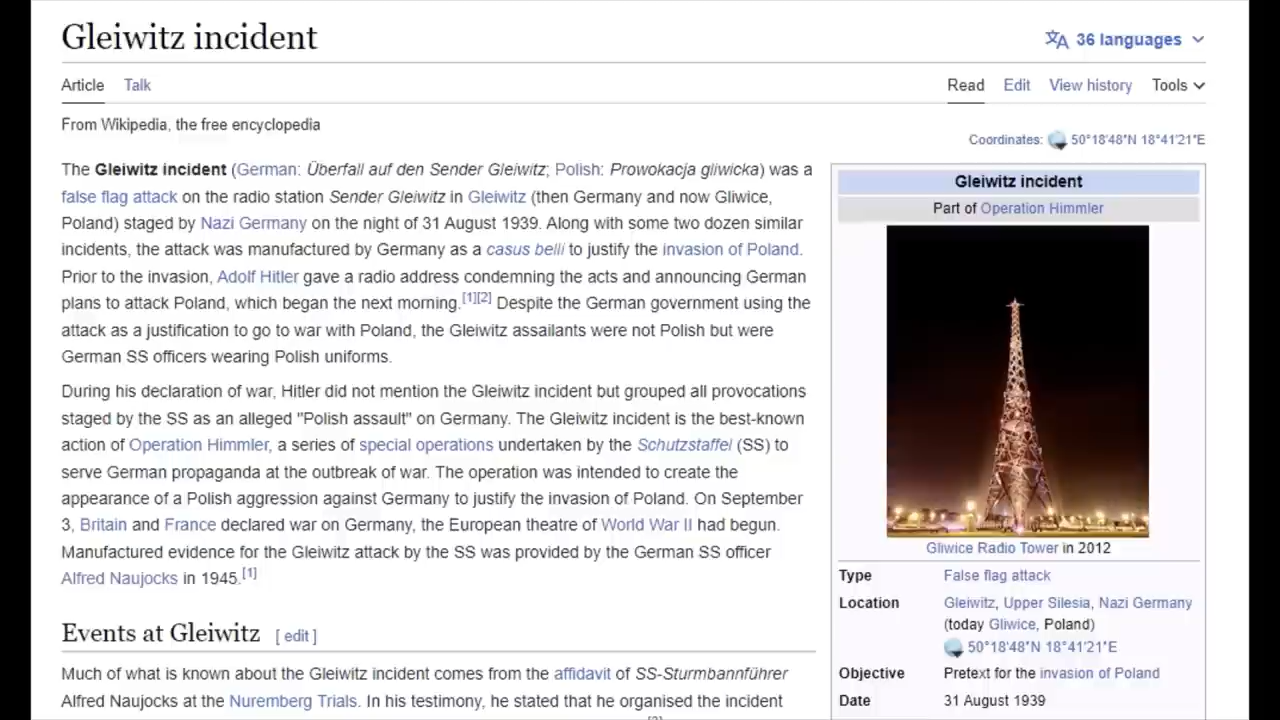 Gleiwitz incident
36 languages
Article Talk
Read Edit View history Tools
From Wikipedia, the free encyclopedia
Coordinates: 50°18′48″N 18°41′21″E
The Gleiwitz incident (German: Überfall auf den Sender Gleiwitz; Polish: Prowokacja gliwicka) was a
false flag attack on the radio station Sender Gleiwitz in Gleiwitz (then Germany and now Gliwice,
Poland) staged by Nazi Germany on the night of 31 August 1939. Along with some two dozen similar
incidents, the attack was manufactured by Germany as a casus belli to justify the invasion of Poland.
Prior to the invasion, Adolf Hitler gave a radio address condemning the acts and announcing German
plans to attack Poland, which began the next morning.[1][2] Despite the German government using the
attack as a justification to go to war with Poland, the Gleiwitz assailants were not Polish but were
German SS officers wearing Polish uniforms.
During his declaration of war, Hitler did not mention the Gleiwitz incident but grouped all provocations
staged by the SS as an alleged "Polish assault" on Germany. The Gleiwitz incident is the best-known
action of Operation Himmler, a series of special operations undertaken by the Schutzstaffel (SS) to
serve German propaganda at the outbreak of war. The operation was intended to create the
appearance of a Polish aggression against Germany to justify the invasion of Poland. On September
3, Britain and France declared war on Germany, the European theatre of World War II had begun.
Manufactured evidence for the Gleiwitz attack by the SS was provided by the German SS officer
Alfred Naujocks in 1945.[1]
Events at Gleiwitz [ edit ]
Much of what is known about the Gleiwitz incident comes from the affidavit of SS-Sturmbannführer
Alfred Naujocks at the Nuremberg Trials. In his testimony, he stated that he organised the incident
Gleiwitz incident
Part of Operation Himmler
Gliwice Radio Tower in 2012
Type False flag attack
Location Gleiwitz, Upper Silesia, Nazi Germany
(today Gliwice, Poland)
50°18′48″N 18°41′21″E
Objective Pretext for the invasion of Poland
Date 31 August 1939